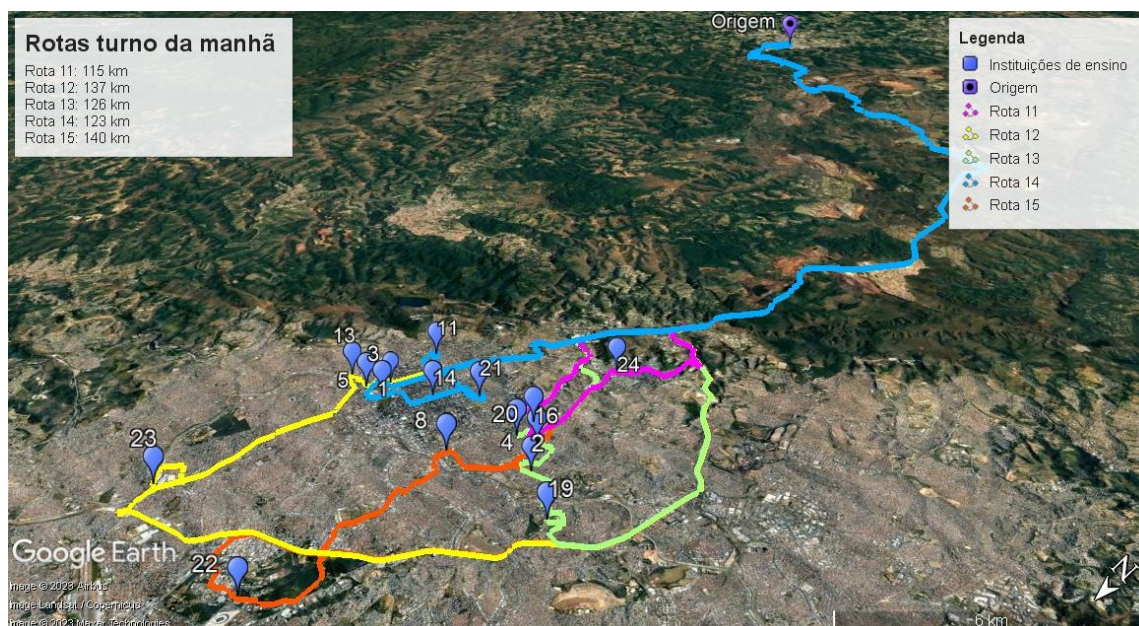 Origem
Rotas turno da manhã
Rota 11: 115 km
Rota 12: 137 km
Rota 13: 126 km
Rota 14: 123 km
Rota 15: 140 km
Legenda
Instituições de ensino
Origem
Rota 11
Rota 12
Rota 13
Rota 14
Rota 15
13
3
11
5
1
14
21
24
8
20
16
4
2
23
19
22
Google Earth
Image © 2023 Airbus
Image Landsat / Copernicus
Image © 2023 Maxar Technologies
N
6 km